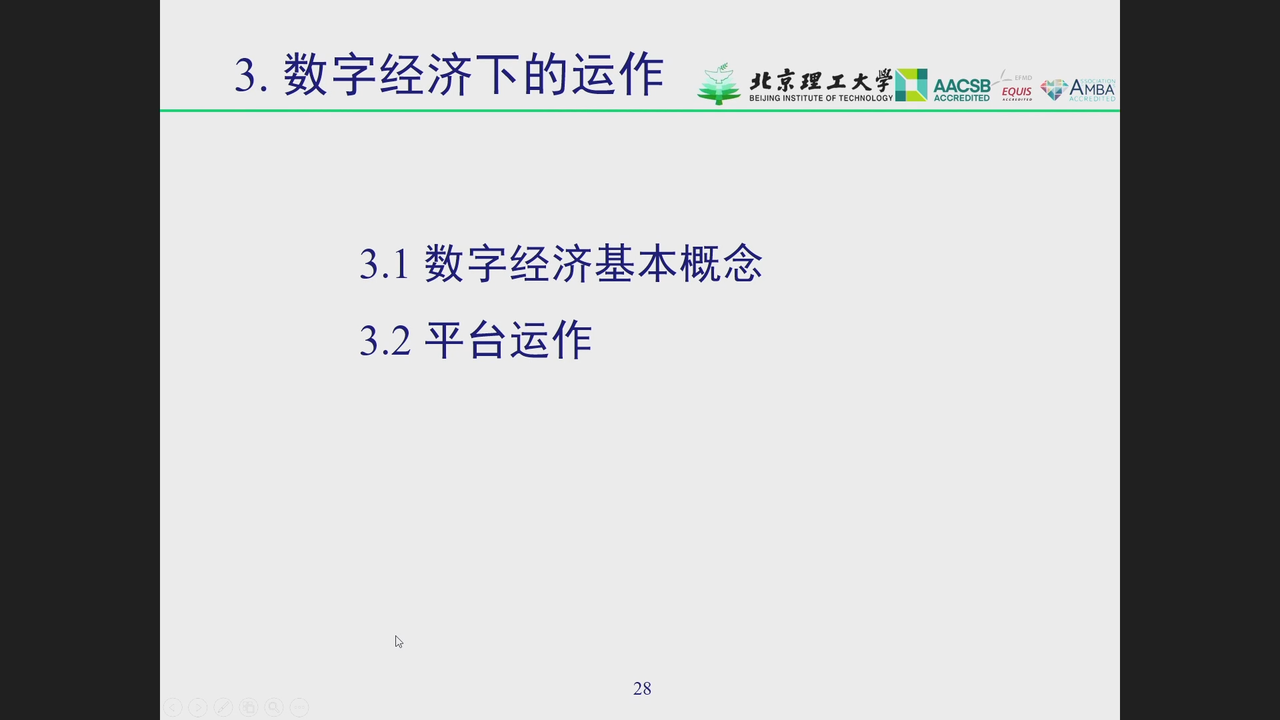 3. 数字经济下的运作
北京理工大学
BEIJING INSTITUTE OF TECHNOLOGY
AACSB
ACCREDITED
EFMD
EQUIS
ACCREDITED
ASSOCIATION
AMBA
ACCREDITED
3.1 数字经济基本概念
3.2 平台运作
28